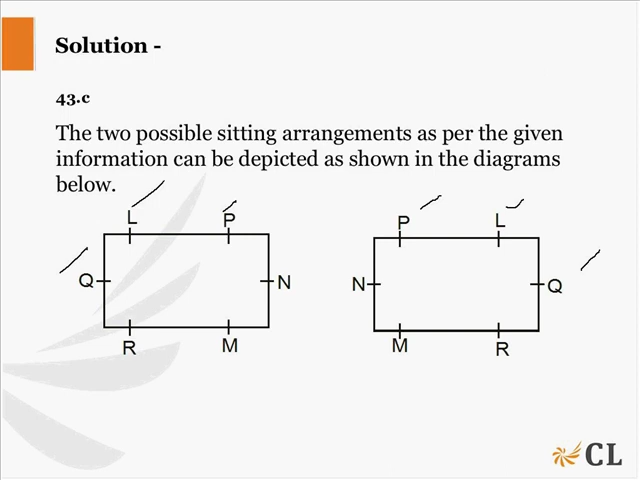 Solution -
43.c
The two possible sitting arrangements as per the given
information can be depicted as shown in the diagrams
below.
L P
Q N
R M
P L
N Q
M R
CL